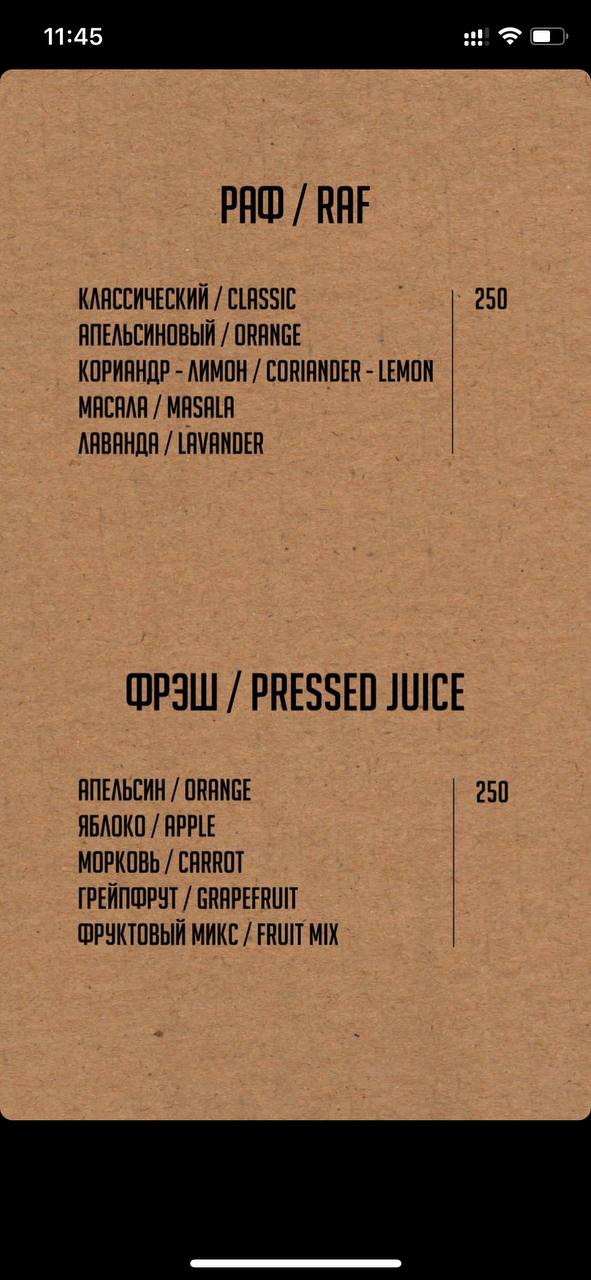 11:45
РАФ / RAF
КЛАССИЧЕСКИЙ / CLASSIC 250
АПЕЛЬСИНОВЫЙ / ORANGE
КОРИАНДР - ЛИМОН / CORIANDER - LEMON
МАСАЛА / MASALA
ЛАВАНДА / LAVANDER
ФРЭШ / PRESSED JUICE
АПЕЛЬСИН / ORANGE 250
ЯБЛОКО / APPLE
МОРКОВЬ / CARROT
ГРЕЙПФРУТ / GRAPEFRUIT
ФРУКТОВЫЙ МИКС / FRUIT MIX